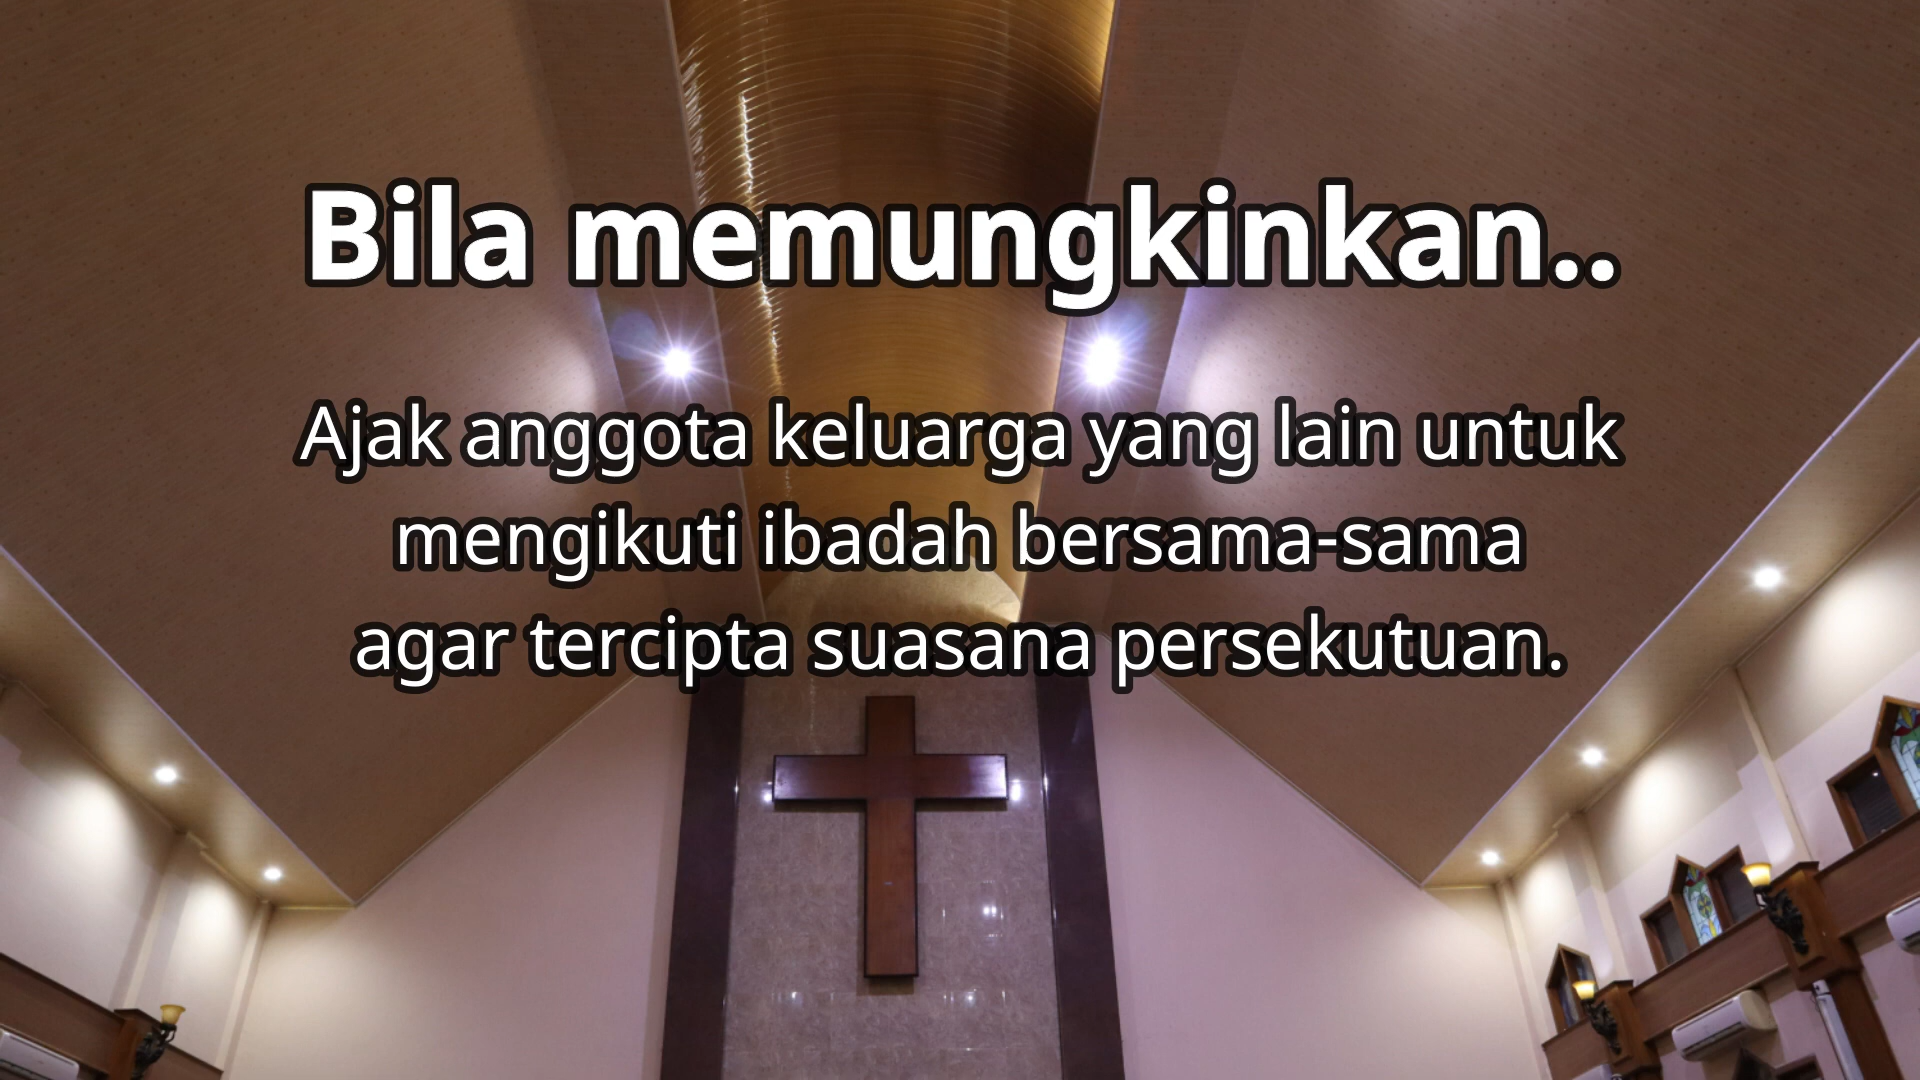 Bila memungkinkan..
Ajak anggota keluarga yang lain untuk
mengikuti ibadah bersama-sama
agar tercipta suasana persekutuan.